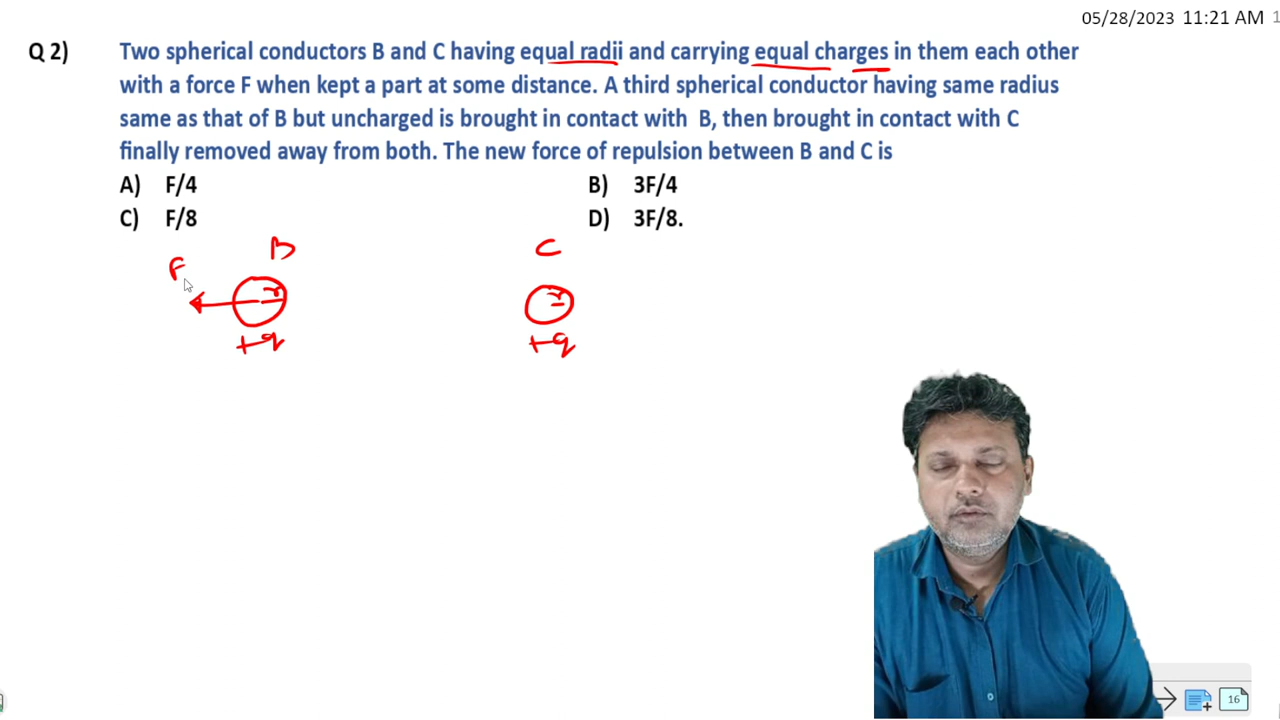 05/28/2023 11:21 AM 1
Q 2) Two spherical conductors B and C having equal radii and carrying equal charges in them each other
with a force F when kept a part at some distance. A third spherical conductor having same radius
same as that of B but uncharged is brought in contact with B, then brought in contact with C
finally removed away from both. The new force of repulsion between B and C is
A) F/4 B) 3F/4
C) F/8 D) 3F/8.
B C
F r r
+q +q
16